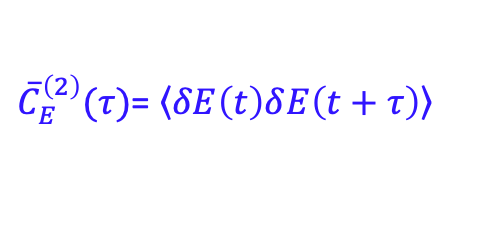 C̄_E^(2)(τ)= ⟨δE(t)δE(t + τ)⟩